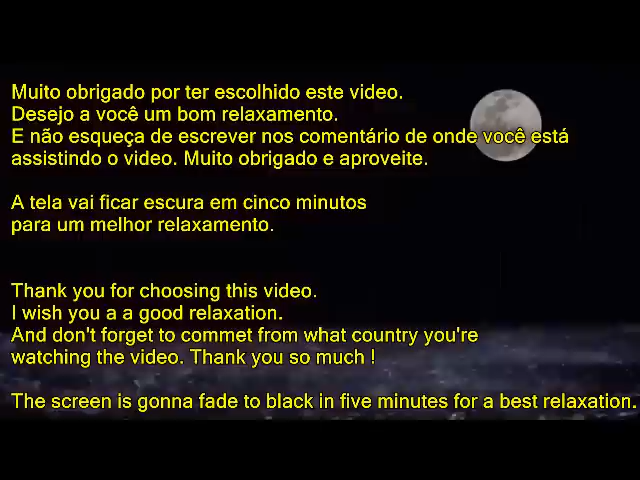 Muito obrigado por ter escolhido este video.
Desejo a você um bom relaxamento.
E não esqueça de escrever nos comentário de onde você está
assistindo o video. Muito obrigado e aproveite.
A tela vai ficar escura em cinco minutos
para um melhor relaxamento.
Thank you for choosing this video.
I wish you a a good relaxation.
And don't forget to commet from what country you're
watching the video. Thank you so much !
The screen is gonna fade to black in five minutes for a best relaxation.